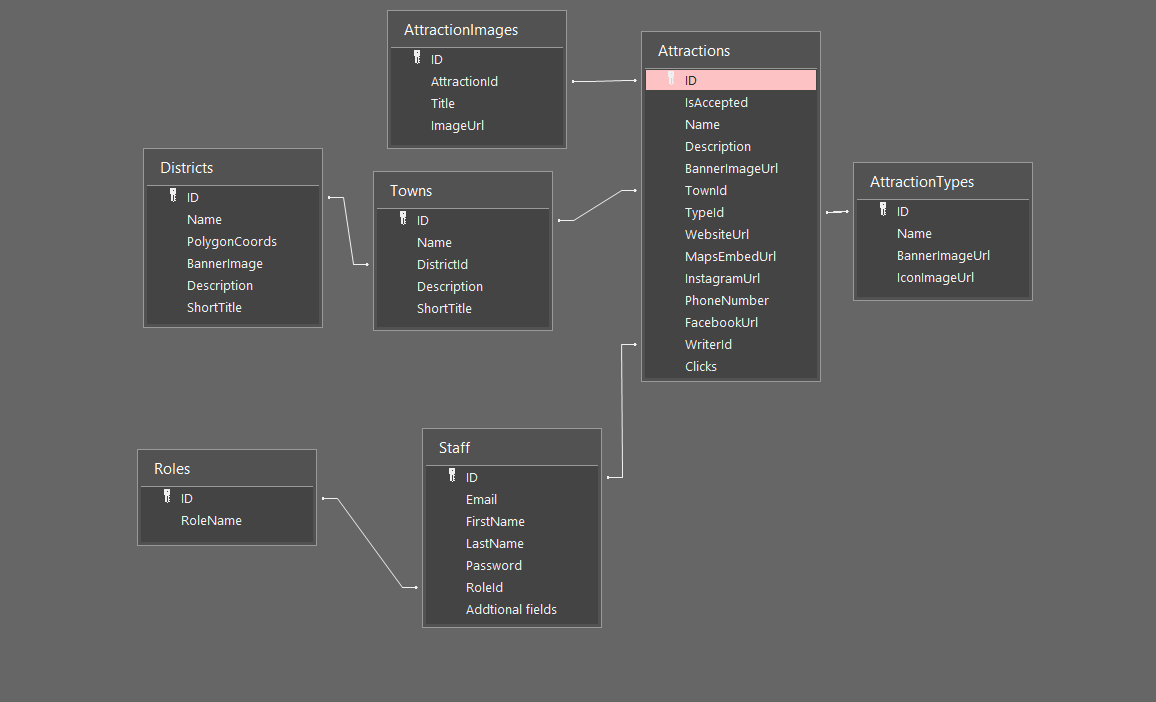 AttractionImages
ID
AttractionId
Title
ImageUrl
Attractions
ID
IsAccepted
Name
Description
BannerImageUrl
TownId
TypeId
WebsiteUrl
MapsEmbedUrl
InstagramUrl
PhoneNumber
FacebookUrl
WriterId
Clicks
Districts
ID
Name
PolygonCoords
BannerImage
Description
ShortTitle
Towns
ID
Name
DistrictId
Description
ShortTitle
AttractionTypes
ID
Name
BannerImageUrl
IconImageUrl
Roles
ID
RoleName
Staff
ID
Email
FirstName
LastName
Password
RoleId
Addtional fields